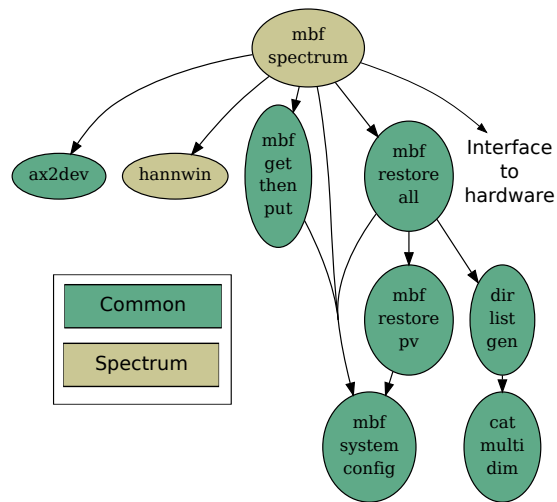 mbf
spectrum
ax2dev
hannwin
mbf
get
then
put
mbf
restore
all
Interface
to
hardware
Common
Spectrum
mbf
restore
pv
dir
list
gen
mbf
system
config
cat
multi
dim